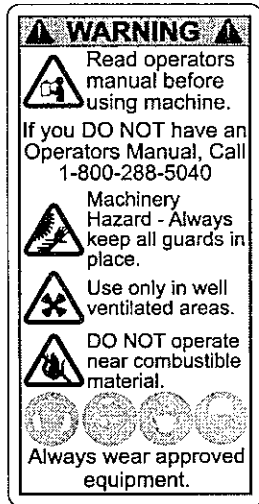 WARNING
Read operators
manual before
using machine.
If you DO NOT have an
Operators Manual, Call
1-800-288-5040
Machinery
Hazard - Always
keep all guards in
place.
Use only in well
ventilated areas.
DO NOT operate
near combustible
material.
Always wear approved
equipment.